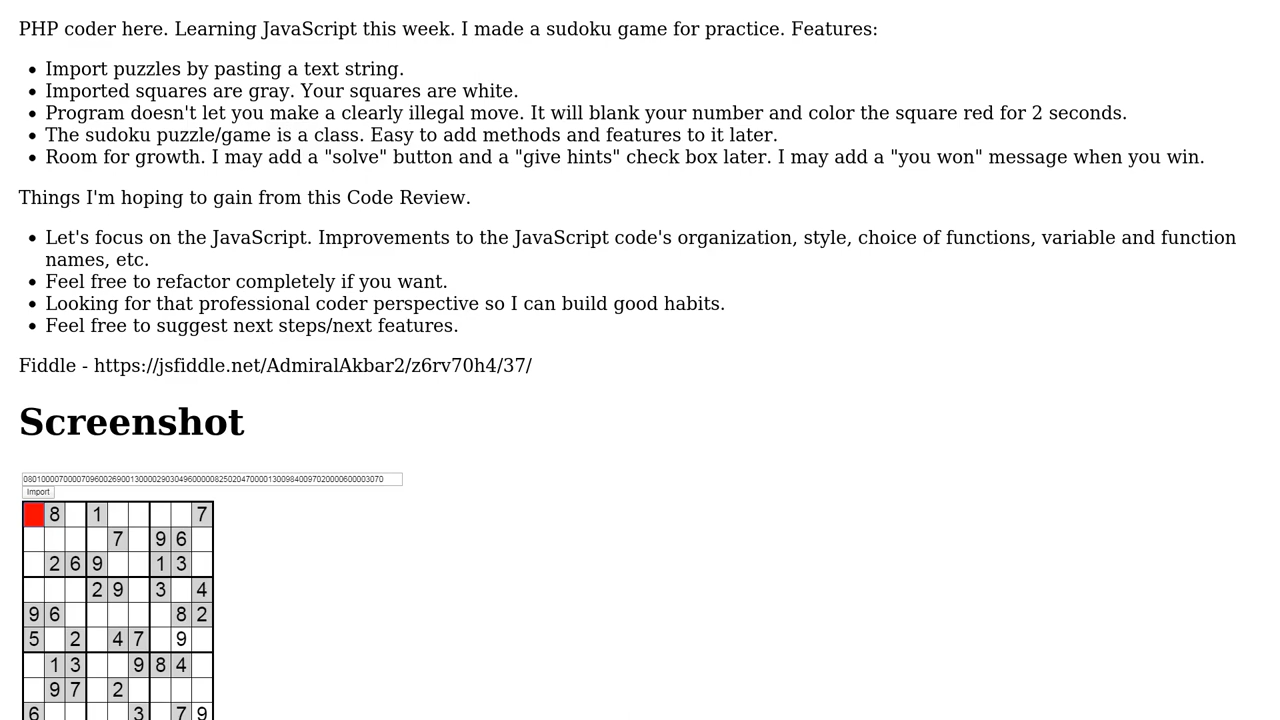 PHP coder here. Learning JavaScript this week. I made a sudoku game for practice. Features:
• Import puzzles by pasting a text string.
• Imported squares are gray. Your squares are white.
• Program doesn't let you make a clearly illegal move. It will blank your number and color the square red for 2 seconds.
• The sudoku puzzle/game is a class. Easy to add methods and features to it later.
• Room for growth. I may add a "solve" button and a "give hints" check box later. I may add a "you won" message when you win.
Things I'm hoping to gain from this Code Review.
• Let's focus on the JavaScript. Improvements to the JavaScript code's organization, style, choice of functions, variable and function
names, etc.
• Feel free to refactor completely if you want.
• Looking for that professional coder perspective so I can build good habits.
• Feel free to suggest next steps/next features.
Fiddle - https://jsfiddle.net/AdmiralAkbar2/z6rv70h4/37/
Screenshot
080100007000070960026900130000290304960000082502047000013009840097020000600003070
Import
8 1 7
7 9 6
2 6 9 1 3
2 9 3 4
9 6 8 2
5 2 4 7 9
1 3 9 8 4
9 7 2
6 3 7 9